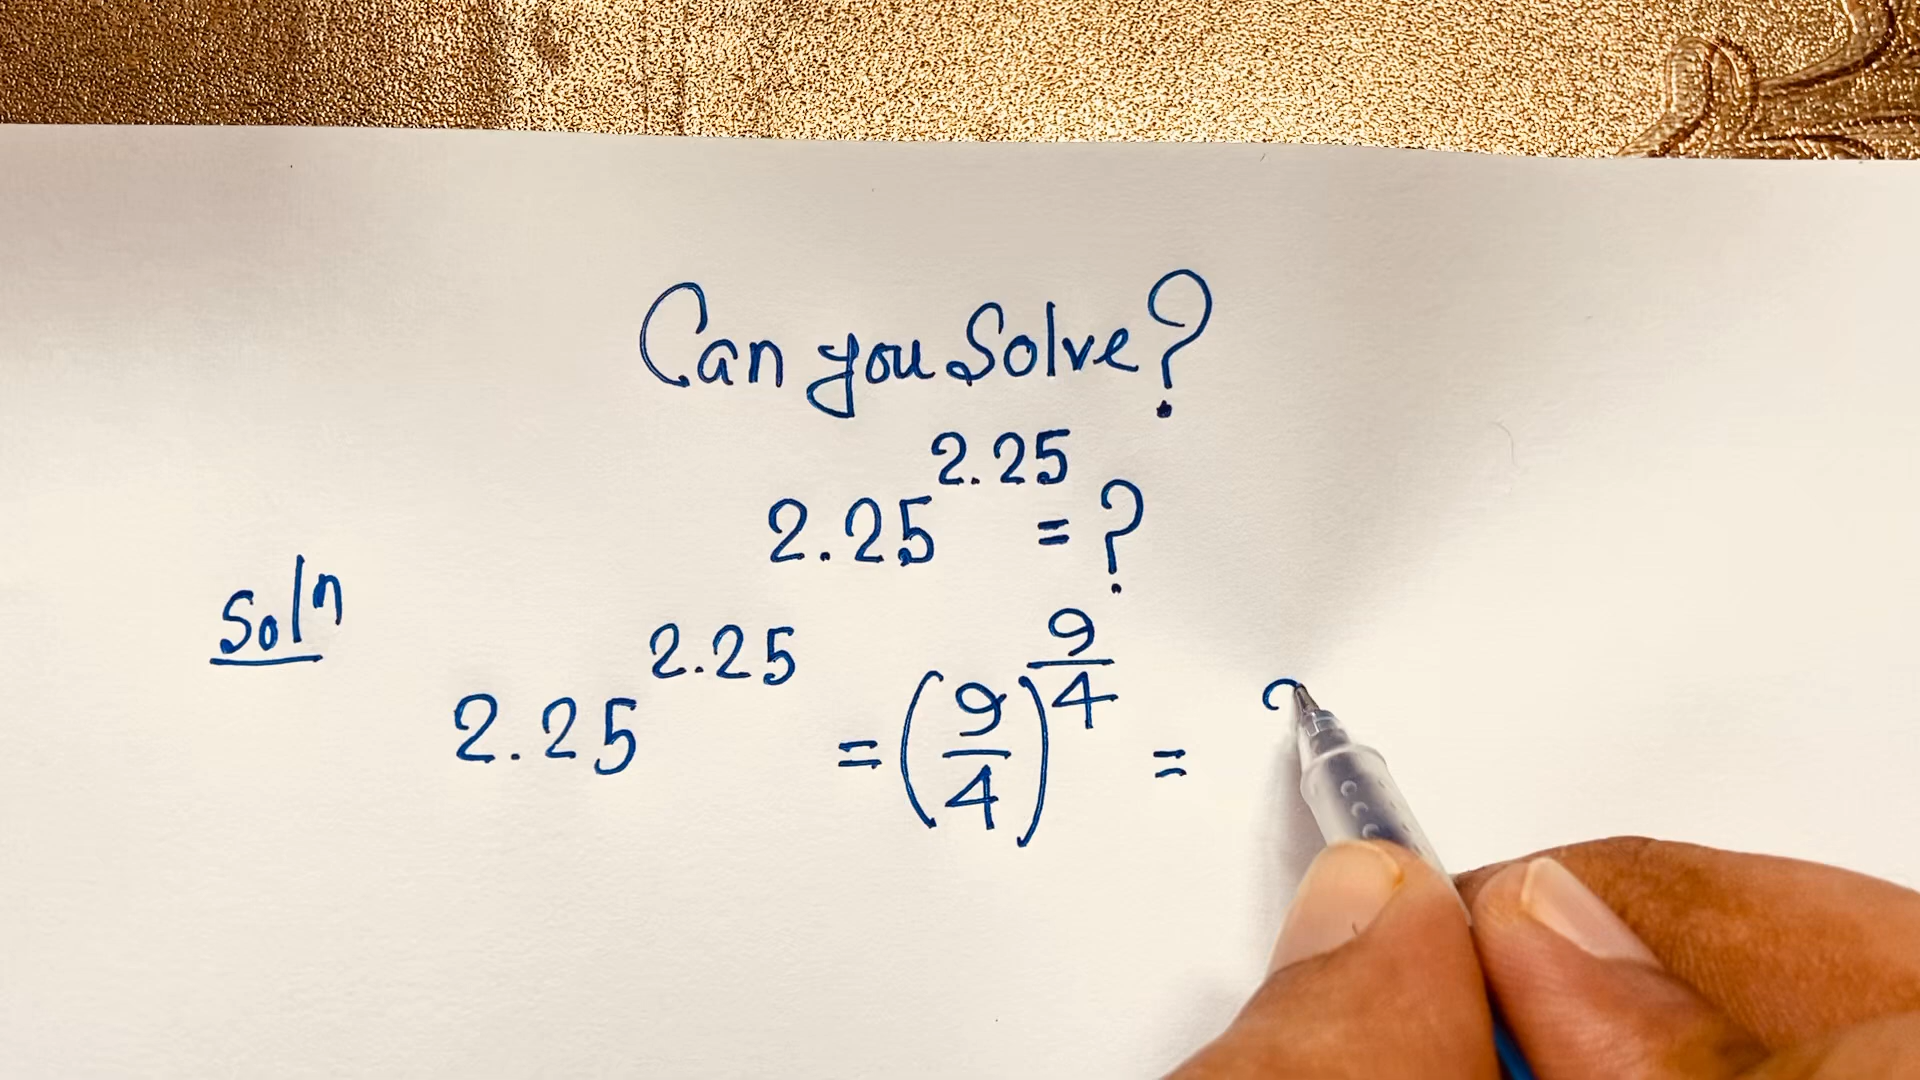 Can you Solve?
2.25^2.25 = ?
Soln
2.25^2.25 = (9/4)^(9/4) =